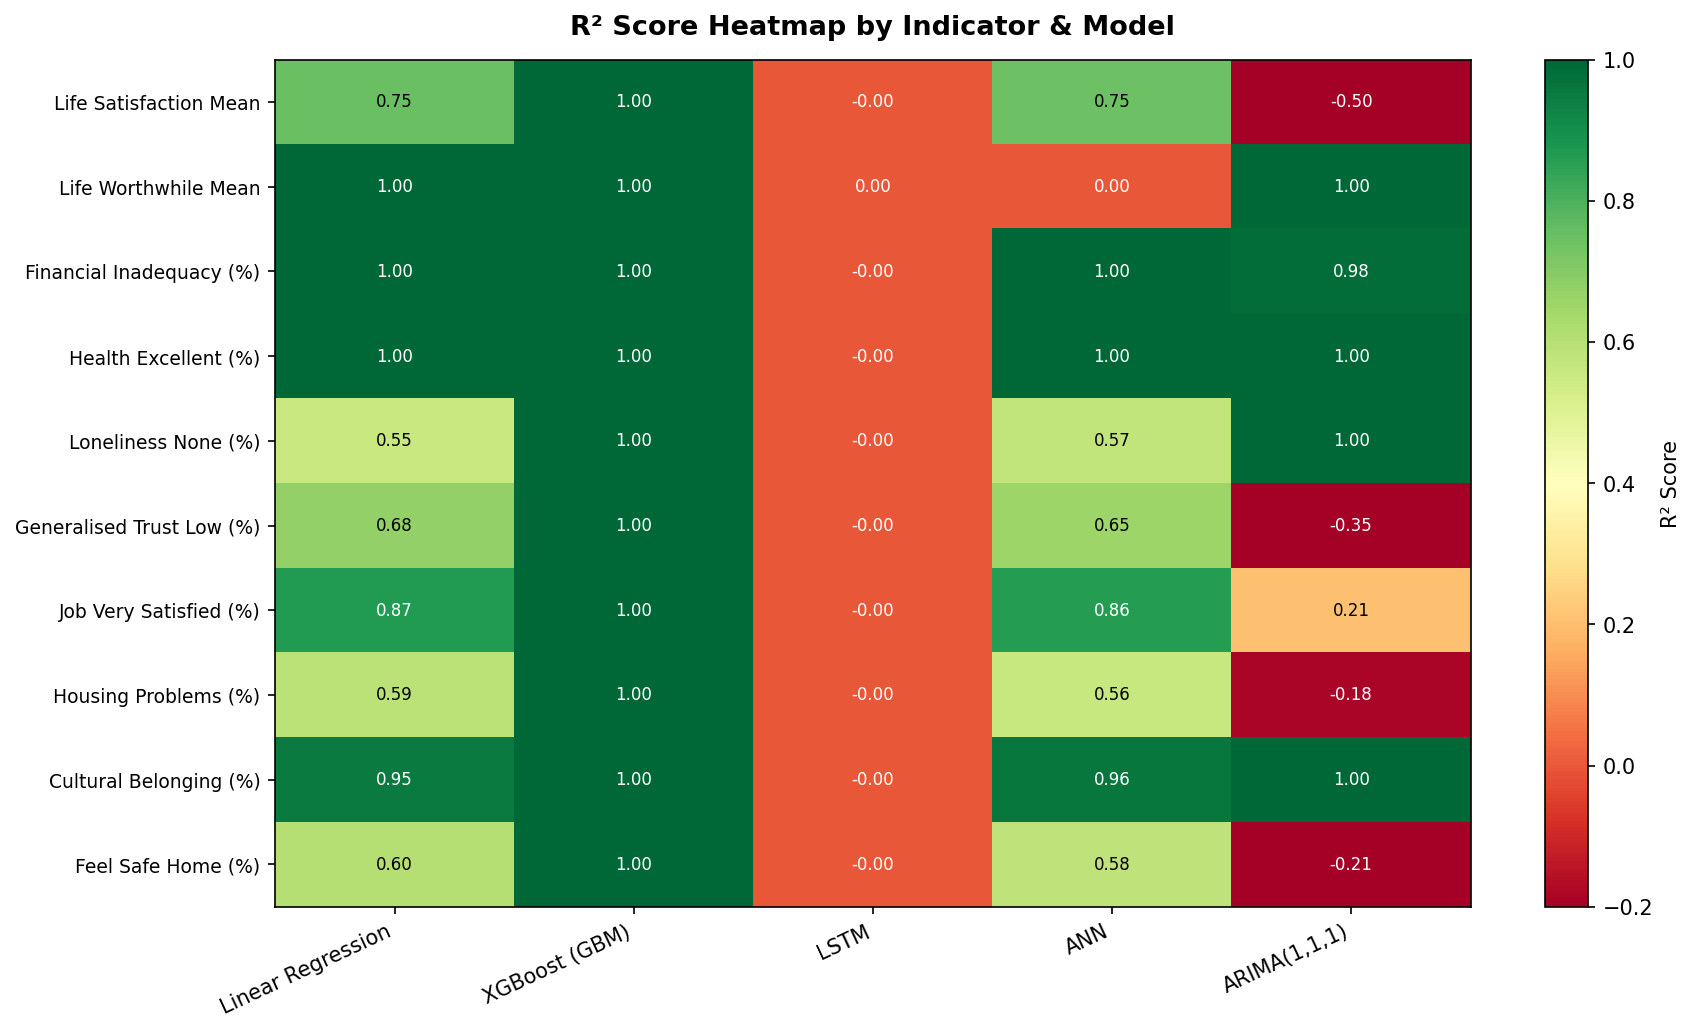 R² Score Heatmap by Indicator & Model
Life Satisfaction Mean 0.75 1.00 -0.00 0.75 -0.50
Life Worthwhile Mean 1.00 1.00 0.00 0.00 1.00
Financial Inadequacy (%) 1.00 1.00 -0.00 1.00 0.98
Health Excellent (%) 1.00 1.00 -0.00 1.00 1.00
Loneliness None (%) 0.55 1.00 -0.00 0.57 1.00
Generalised Trust Low (%) 0.68 1.00 -0.00 0.65 -0.35
Job Very Satisfied (%) 0.87 1.00 -0.00 0.86 0.21
Housing Problems (%) 0.59 1.00 -0.00 0.56 -0.18
Cultural Belonging (%) 0.95 1.00 -0.00 0.96 1.00
Feel Safe Home (%) 0.60 1.00 -0.00 0.58 -0.21
Linear Regression XGBoost (GBM) LSTM ANN ARIMA(1,1,1)
1.0
0.8
0.6
0.4
0.2
0.0
−0.2
R² Score